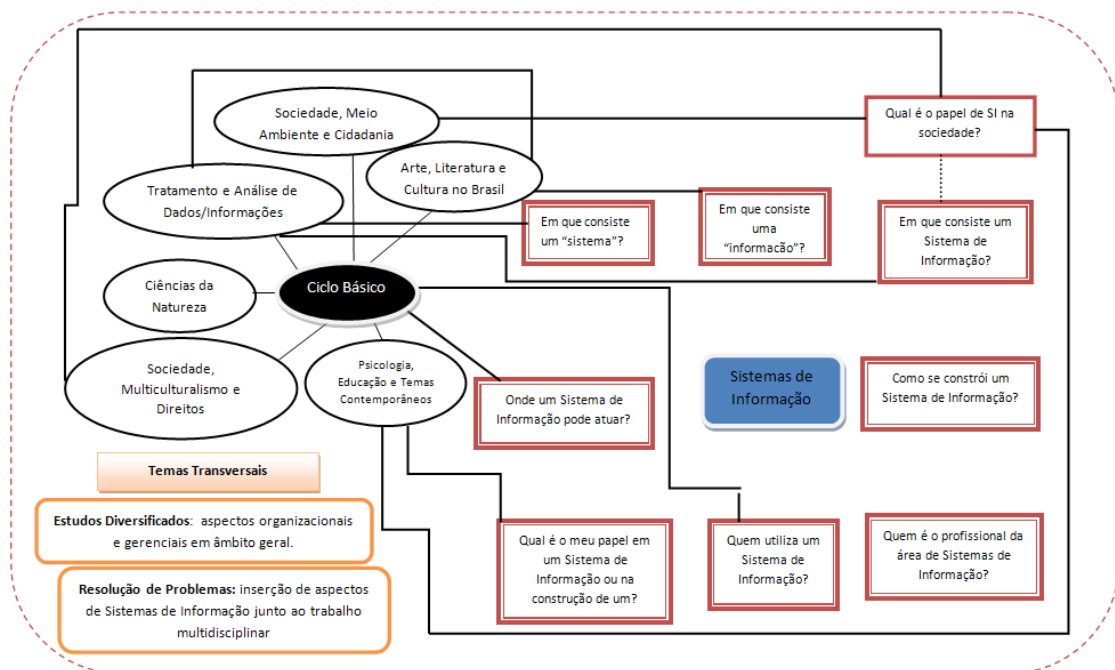 Sociedade, Meio
Ambiente e Cidadania
Qual é o papel de SI na
sociedade?
Arte, Literatura e
Cultura no Brasil
Tratamento e Análise de
Dados/Informações
Em que consiste
um “sistema”?
Em que consiste
uma
“informacão”?
Em que consiste um
Sistema de
Informação?
Ciências da
Natureza
Ciclo Básico
Sociedade,
Multiculturalismo e
Direitos
Psicologia,
Educação e Temas
Contemporâneos
Onde um Sistema de
Informação pode atuar?
Sistemas de
Informação
Como se constrói um
Sistema de Informação?
Temas Transversais
Estudos Diversificados: aspectos organizacionais
e gerenciais em âmbito geral.
Resolução de Problemas: inserção de aspectos
de Sistemas de Informação junto ao trabalho
multidisciplinar
Qual é o meu papel em
um Sistema de
Informação ou na
construção de um?
Quem utiliza um
Sistema de
Informação?
Quem é o profissional da
área de Sistemas de
Informação?